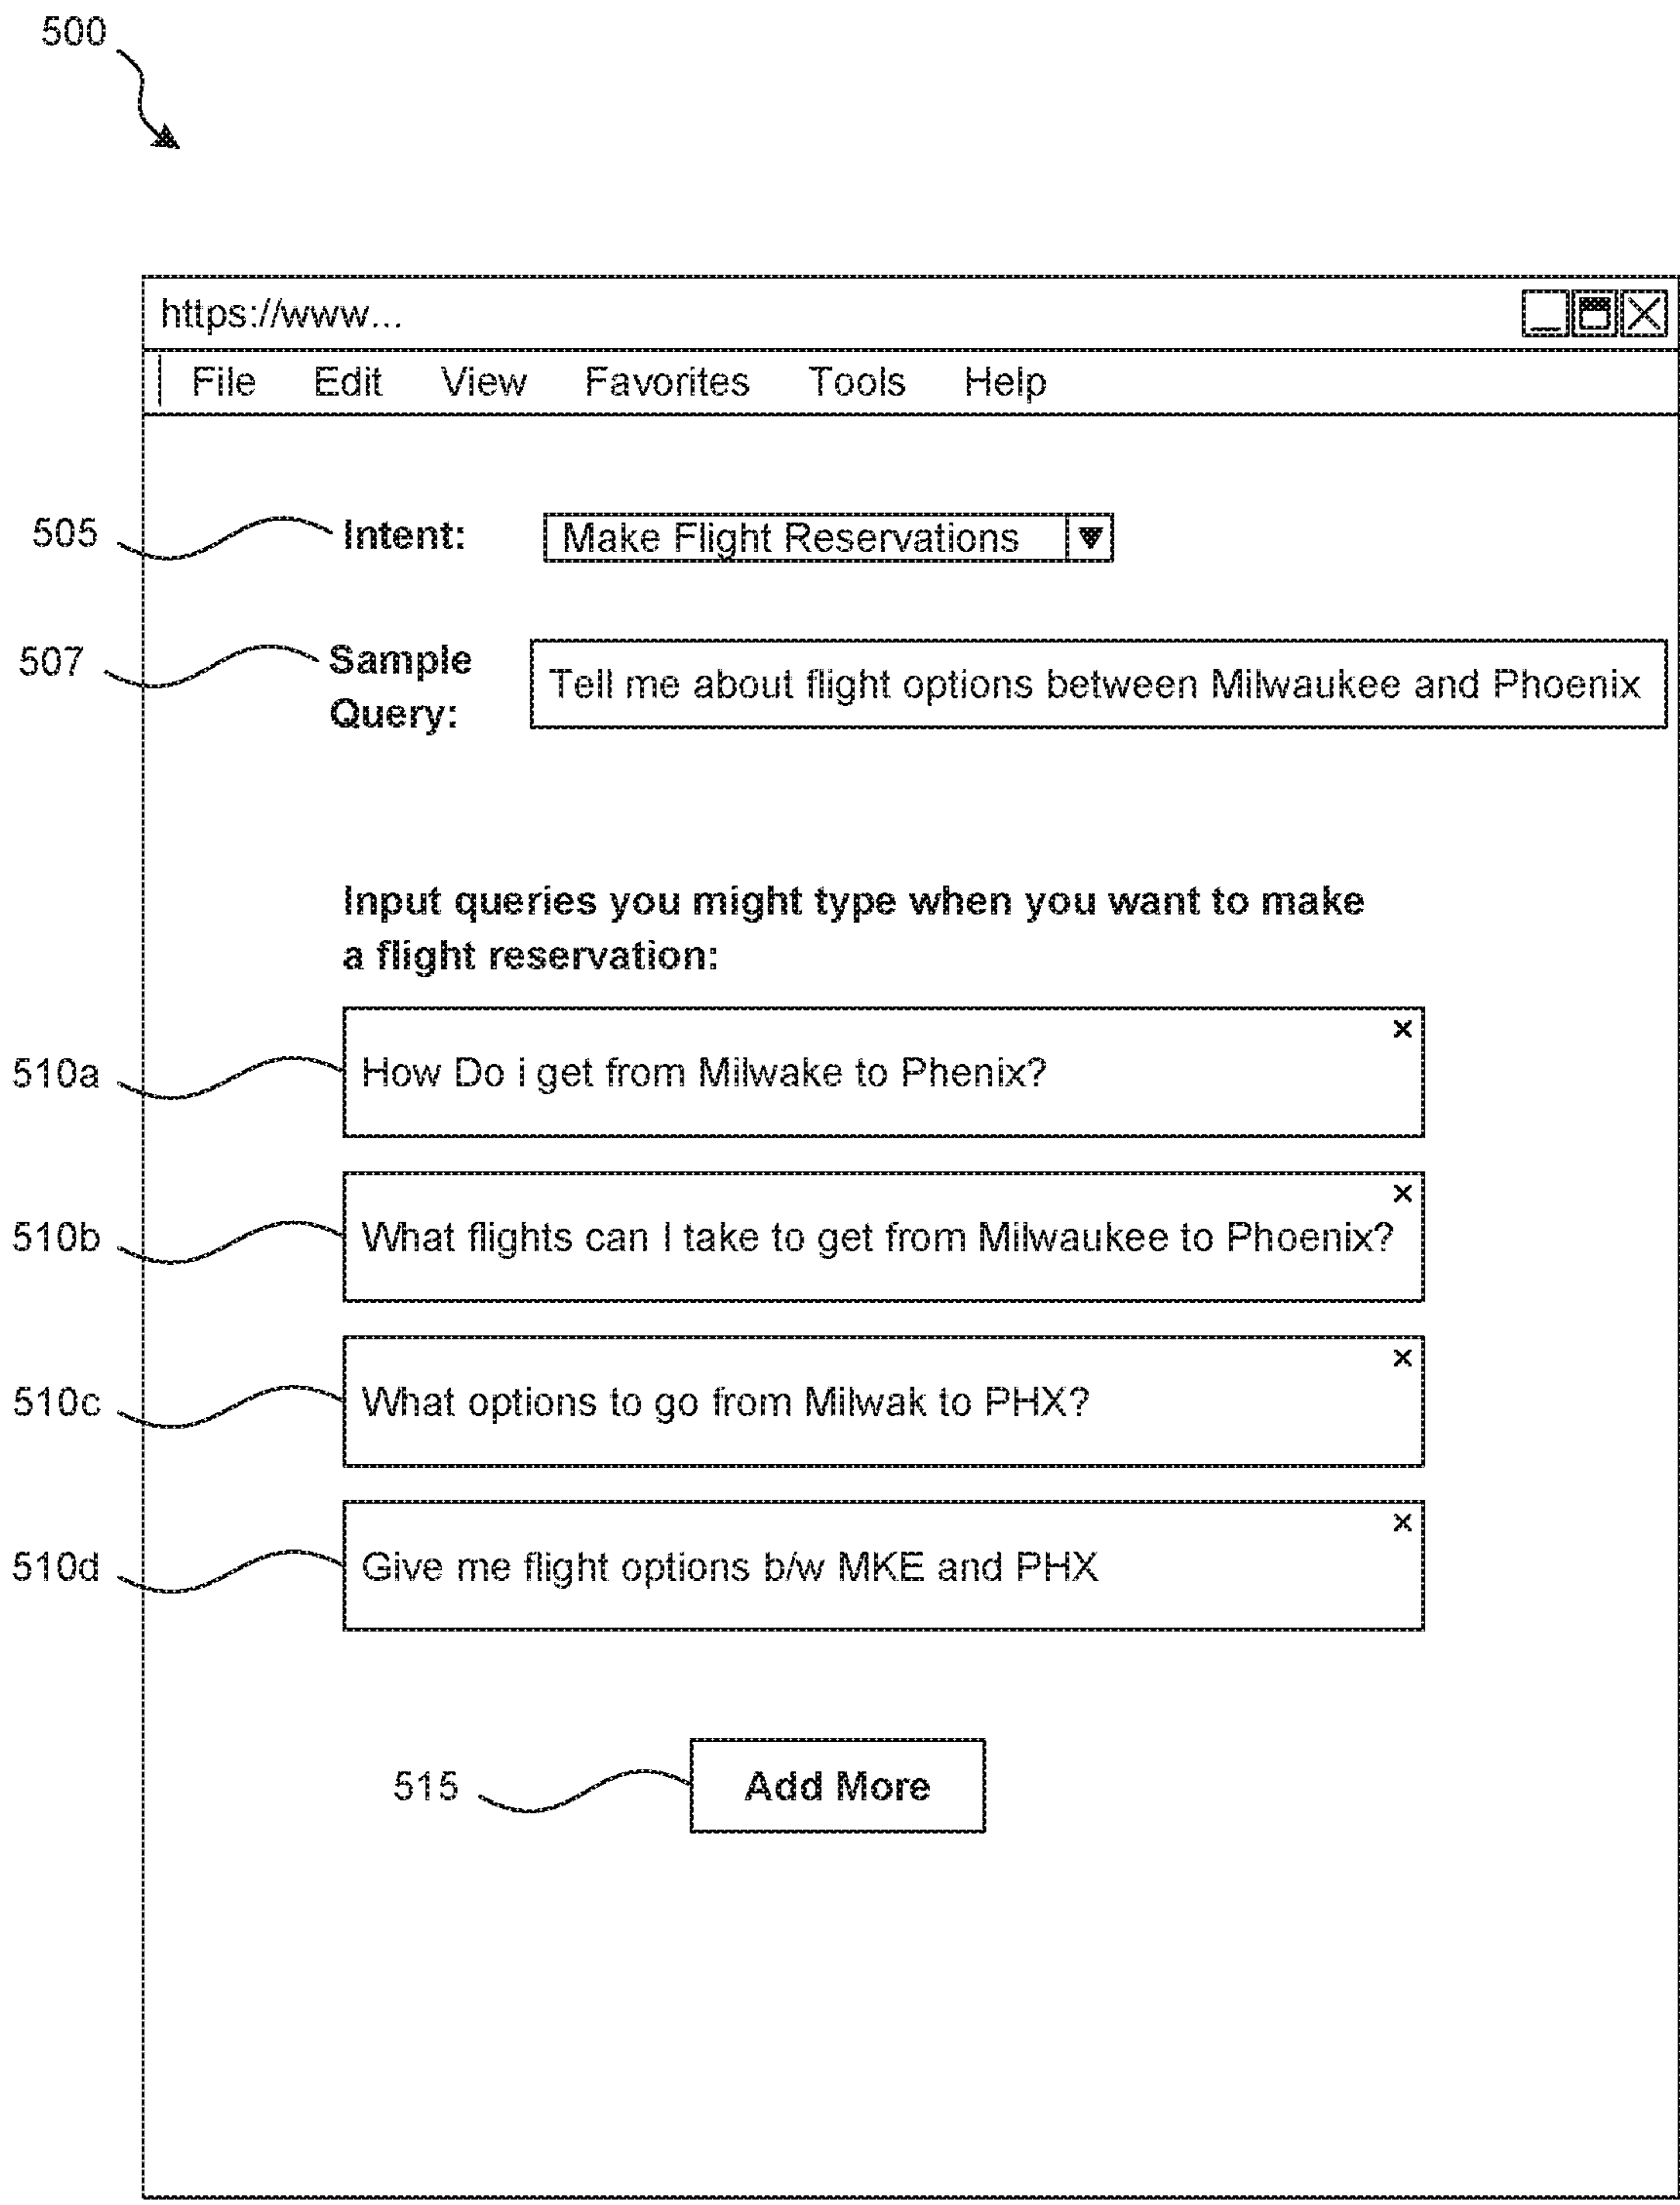 500
https://www...
File Edit View Favorites Tools Help
505 Intent: Make Flight Reservations
507 Sample Query: Tell me about flight options between Milwaukee and Phoenix
Input queries you might type when you want to make
a flight reservation:
510a How Do i get from Milwake to Phenix?
510b What flights can I take to get from Milwaukee to Phoenix?
510c What options to go from Milwak to PHX?
510d Give me flight options b/w MKE and PHX
515 Add More